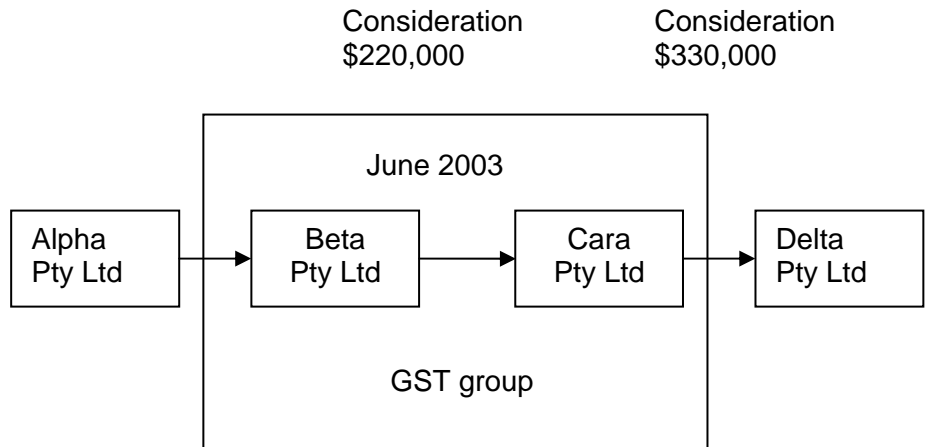 Consideration
$220,000
Consideration
$330,000
June 2003
Alpha
Pty Ltd
Beta
Pty Ltd
Cara
Pty Ltd
Delta
Pty Ltd
GST group